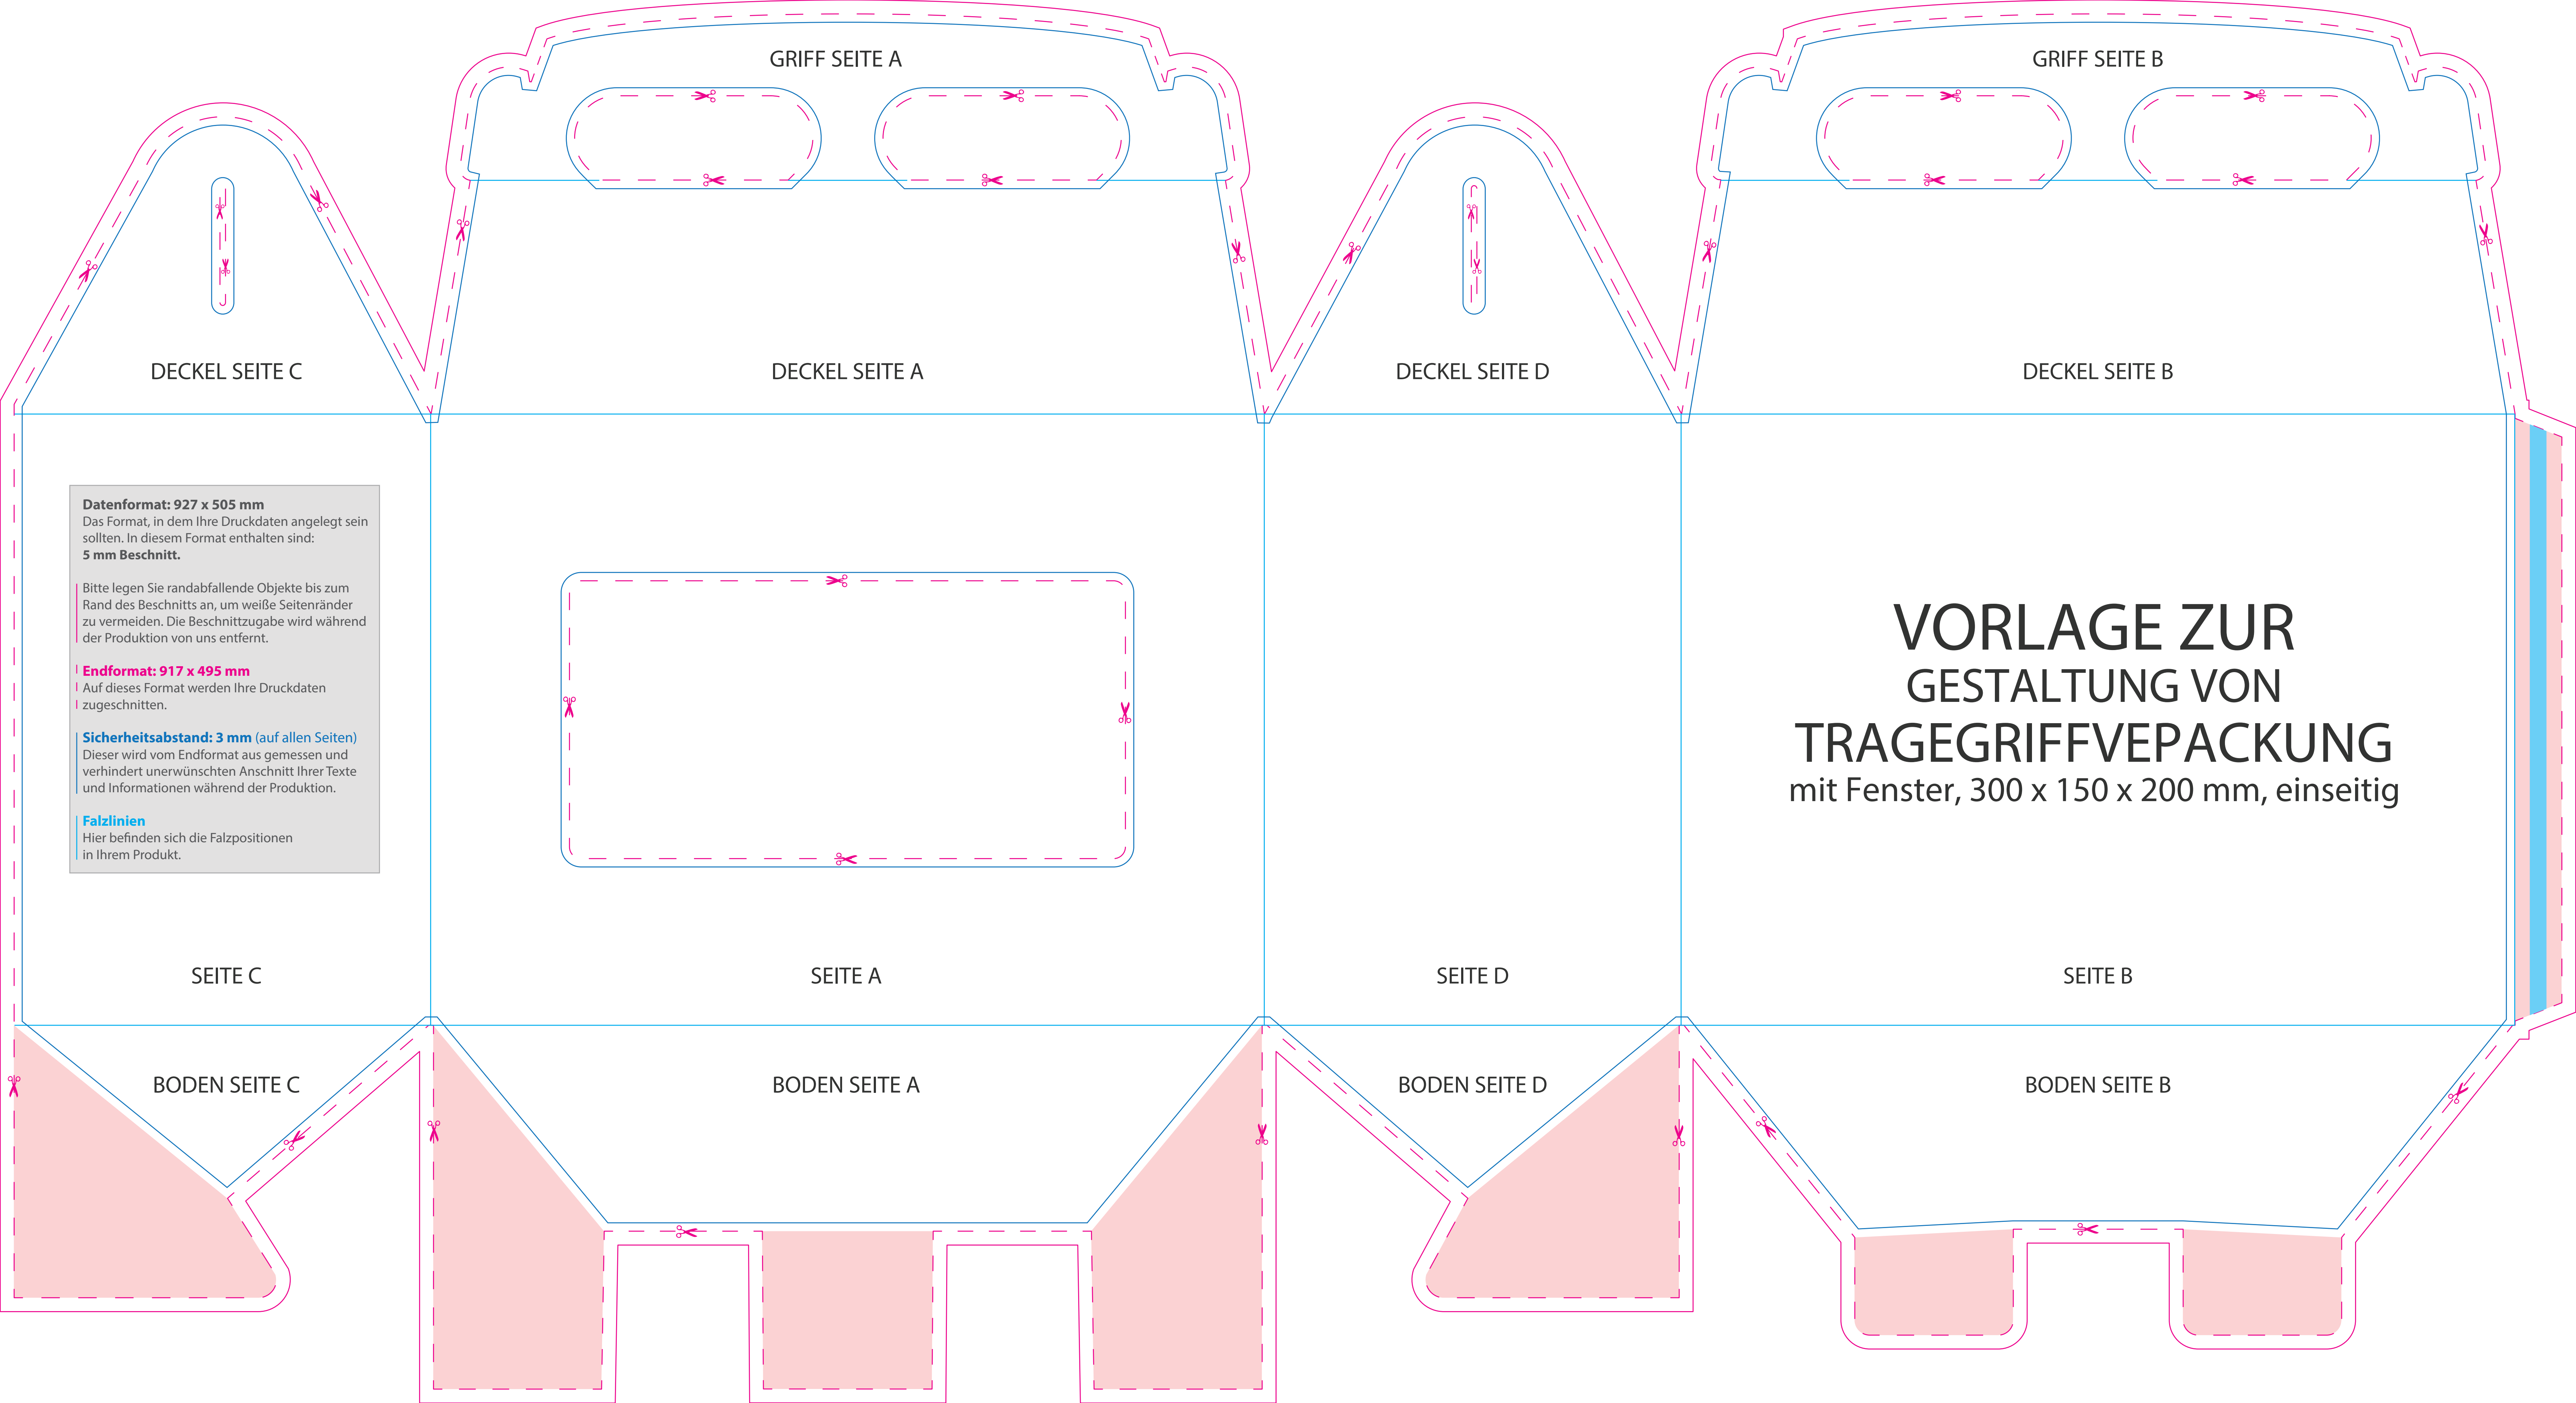 GRIFF SEITE A
GRIFF SEITE B
DECKEL SEITE C
DECKEL SEITE A
DECKEL SEITE D
DECKEL SEITE B
Datenformat: 927 x 505 mm
Das Format, in dem Ihre Druckdaten angelegt sein
sollten. In diesem Format enthalten sind:
5 mm Beschnitt.
Bitte legen Sie randabfallende Objekte bis zum
Rand des Beschnitts an, um weiße Seitenränder
zu vermeiden. Die Beschnittzugabe wird während
der Produktion von uns entfernt.
Endformat: 917 x 495 mm
Auf dieses Format werden Ihre Druckdaten
zugeschnitten.
Sicherheitsabstand: 3 mm (auf allen Seiten)
Dieser wird vom Endformat aus gemessen und
verhindert unerwünschten Anschnitt Ihrer Texte
und Informationen während der Produktion.
Falzlinien
Hier befinden sich die Falzpositionen
in Ihrem Produkt.
VORLAGE ZUR
GESTALTUNG VON
TRAGEGRIFFVEPACKUNG
mit Fenster, 300 x 150 x 200 mm, einseitig
SEITE C
SEITE A
SEITE D
SEITE B
BODEN SEITE C
BODEN SEITE A
BODEN SEITE D
BODEN SEITE B